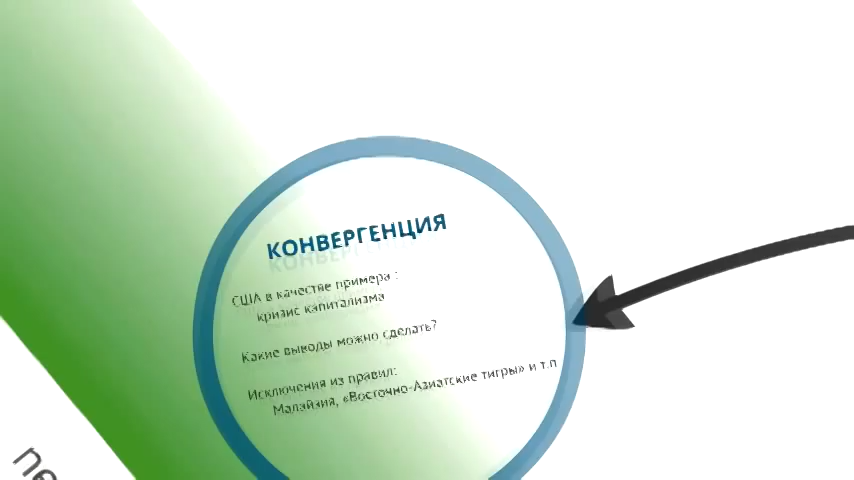 КОНВЕРГЕНЦИЯ
США в качестве примера :
кризис капитализма
Какие выводы можно сделать?
Исключения из правил:
Малайзия, «Восточно-Азиатские тигры» и т.п